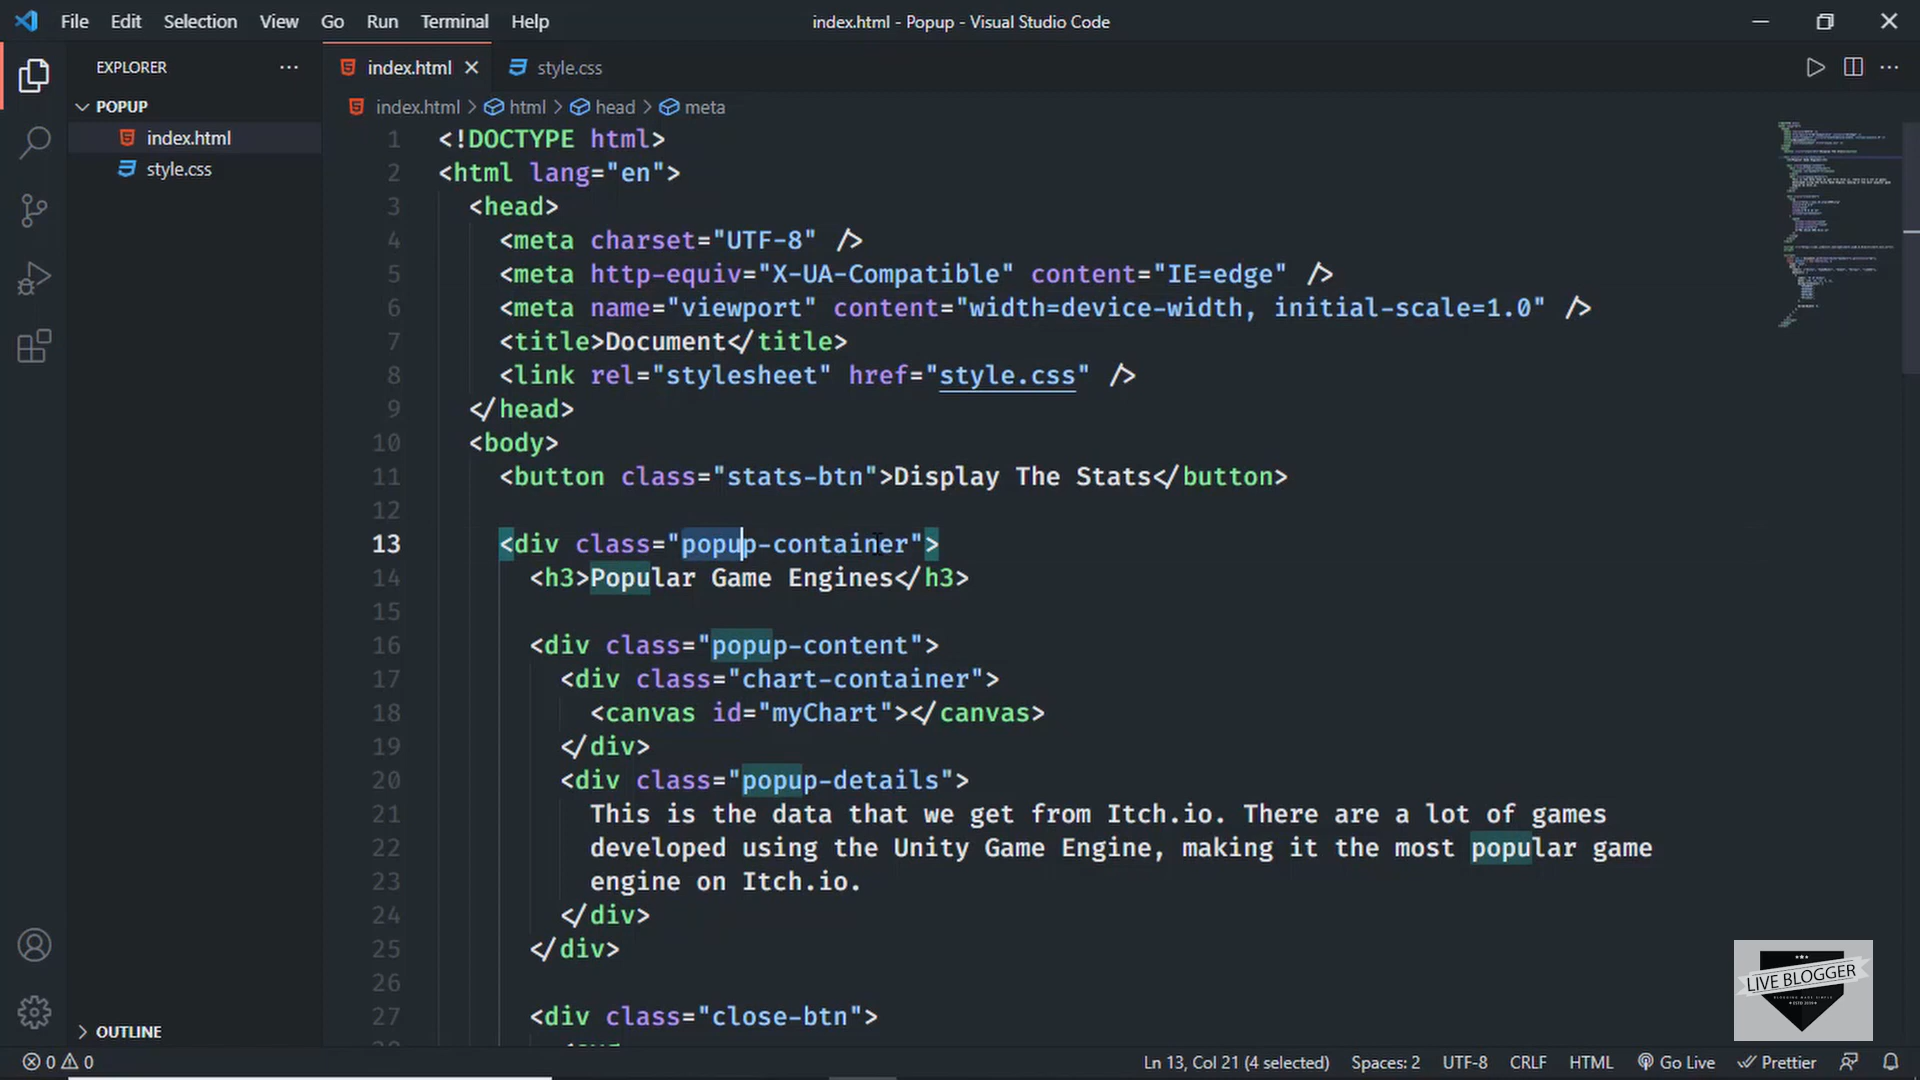 File Edit Selection View Go Run Terminal Help
index.html - Popup - Visual Studio Code
EXPLORER
POPUP
index.html
style.css
OUTLINE
index.html
style.css
index.html > html > head > meta
1 <!DOCTYPE html>
2 <html lang="en">
3 <head>
4 <meta charset="UTF-8" />
5 <meta http-equiv="X-UA-Compatible" content="IE=edge" />
6 <meta name="viewport" content="width=device-width, initial-scale=1.0" />
7 <title>Document</title>
8 <link rel="stylesheet" href="style.css" />
9 </head>
10 <body>
11 <button class="stats-btn">Display The Stats</button>
12
13 <div class="popup-container">
14 <h3>Popular Game Engines</h3>
15
16 <div class="popup-content">
17 <div class="chart-container">
18 <canvas id="myChart"></canvas>
19 </div>
20 <div class="popup-details">
21 This is the data that we get from Itch.io. There are a lot of games
22 developed using the Unity Game Engine, making it the most popular game
23 engine on Itch.io.
24 </div>
25 </div>
26
27 <div class="close-btn">
LIVE BLOGGER
0 0
Ln 13, Col 21 (4 selected) Spaces: 2 UTF-8 CRLF HTML Go Live Prettier